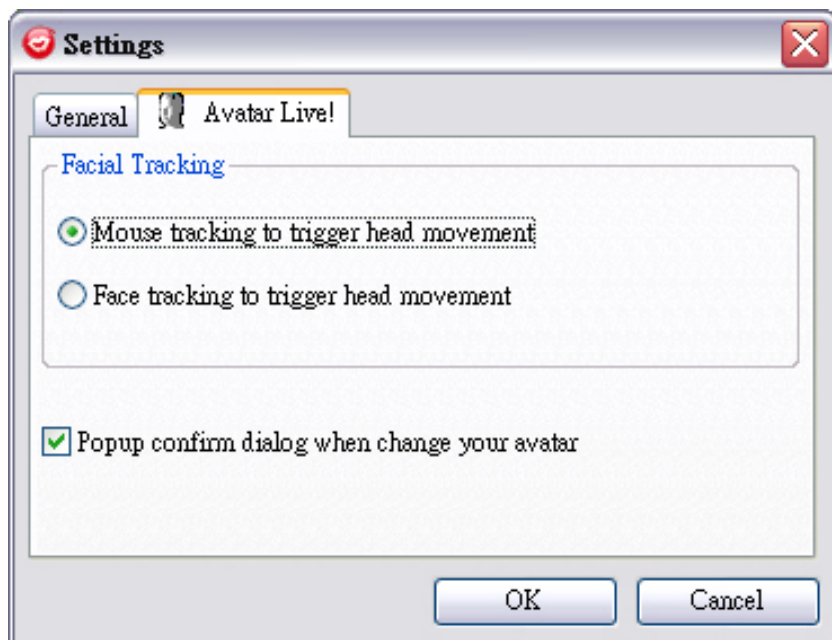 Settings
General
Avatar Live!
Facial Tracking
Mouse tracking to trigger head movement
Face tracking to trigger head movement
Popup confirm dialog when change your avatar
OK
Cancel